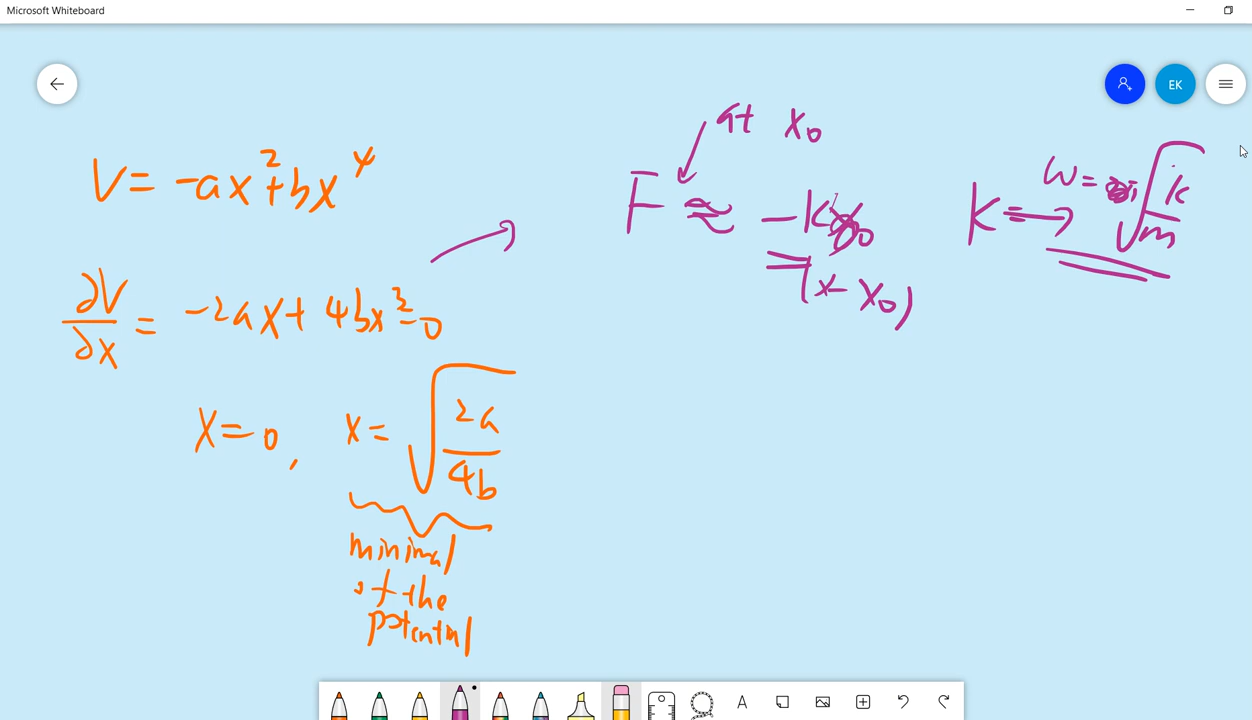 Microsoft Whiteboard
EK
V = -ax²+bx⁴
∂V/∂x = -2ax + 4bx³=0
x=0, x= √(2a/4b)
minimal
of the
potential
at x₀
F ≈ -k
(x-x₀)
K ⇒ ω = √(k/m)
A